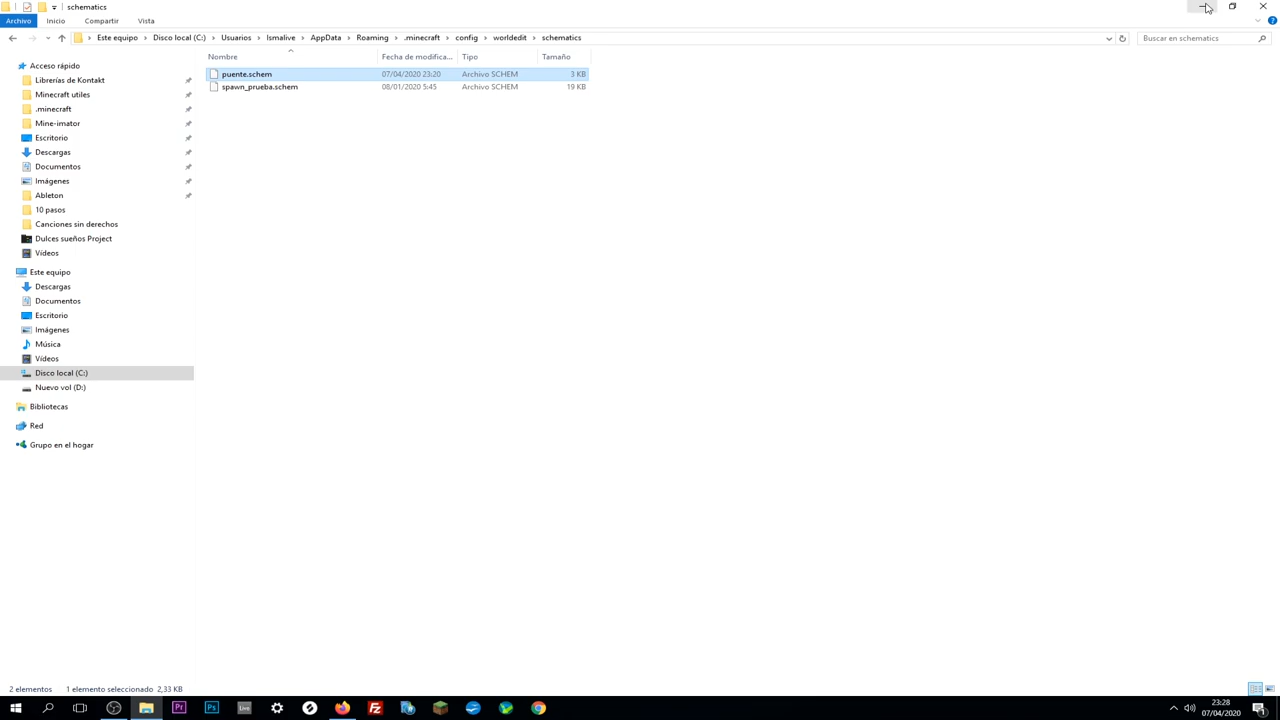 schematics
Archivo Inicio Compartir Vista
Este equipo > Disco local (C:) > Usuarios > Ismalive > AppData > Roaming > .minecraft > config > worldedit > schematics
Buscar en schematics
Nombre Fecha de modifica... Tipo Tamaño
puente.schem 07/04/2020 23:20 Archivo SCHEM 3 KB
spawn_prueba.schem 08/01/2020 5:45 Archivo SCHEM 19 KB
Acceso rápido
Librerías de Kontakt
Minecraft utiles
.minecraft
Mine-imator
Escritorio
Descargas
Documentos
Imágenes
Ableton
10 pasos
Canciones sin derechos
Dulces sueños Project
Vídeos
Este equipo
Descargas
Documentos
Escritorio
Imágenes
Música
Vídeos
Disco local (C:)
Nuevo vol (D:)
Bibliotecas
Red
Grupo en el hogar
2 elementos 1 elemento seleccionado 2,33 KB
Pr Ps Live Fz
23:28
07/04/2020
1